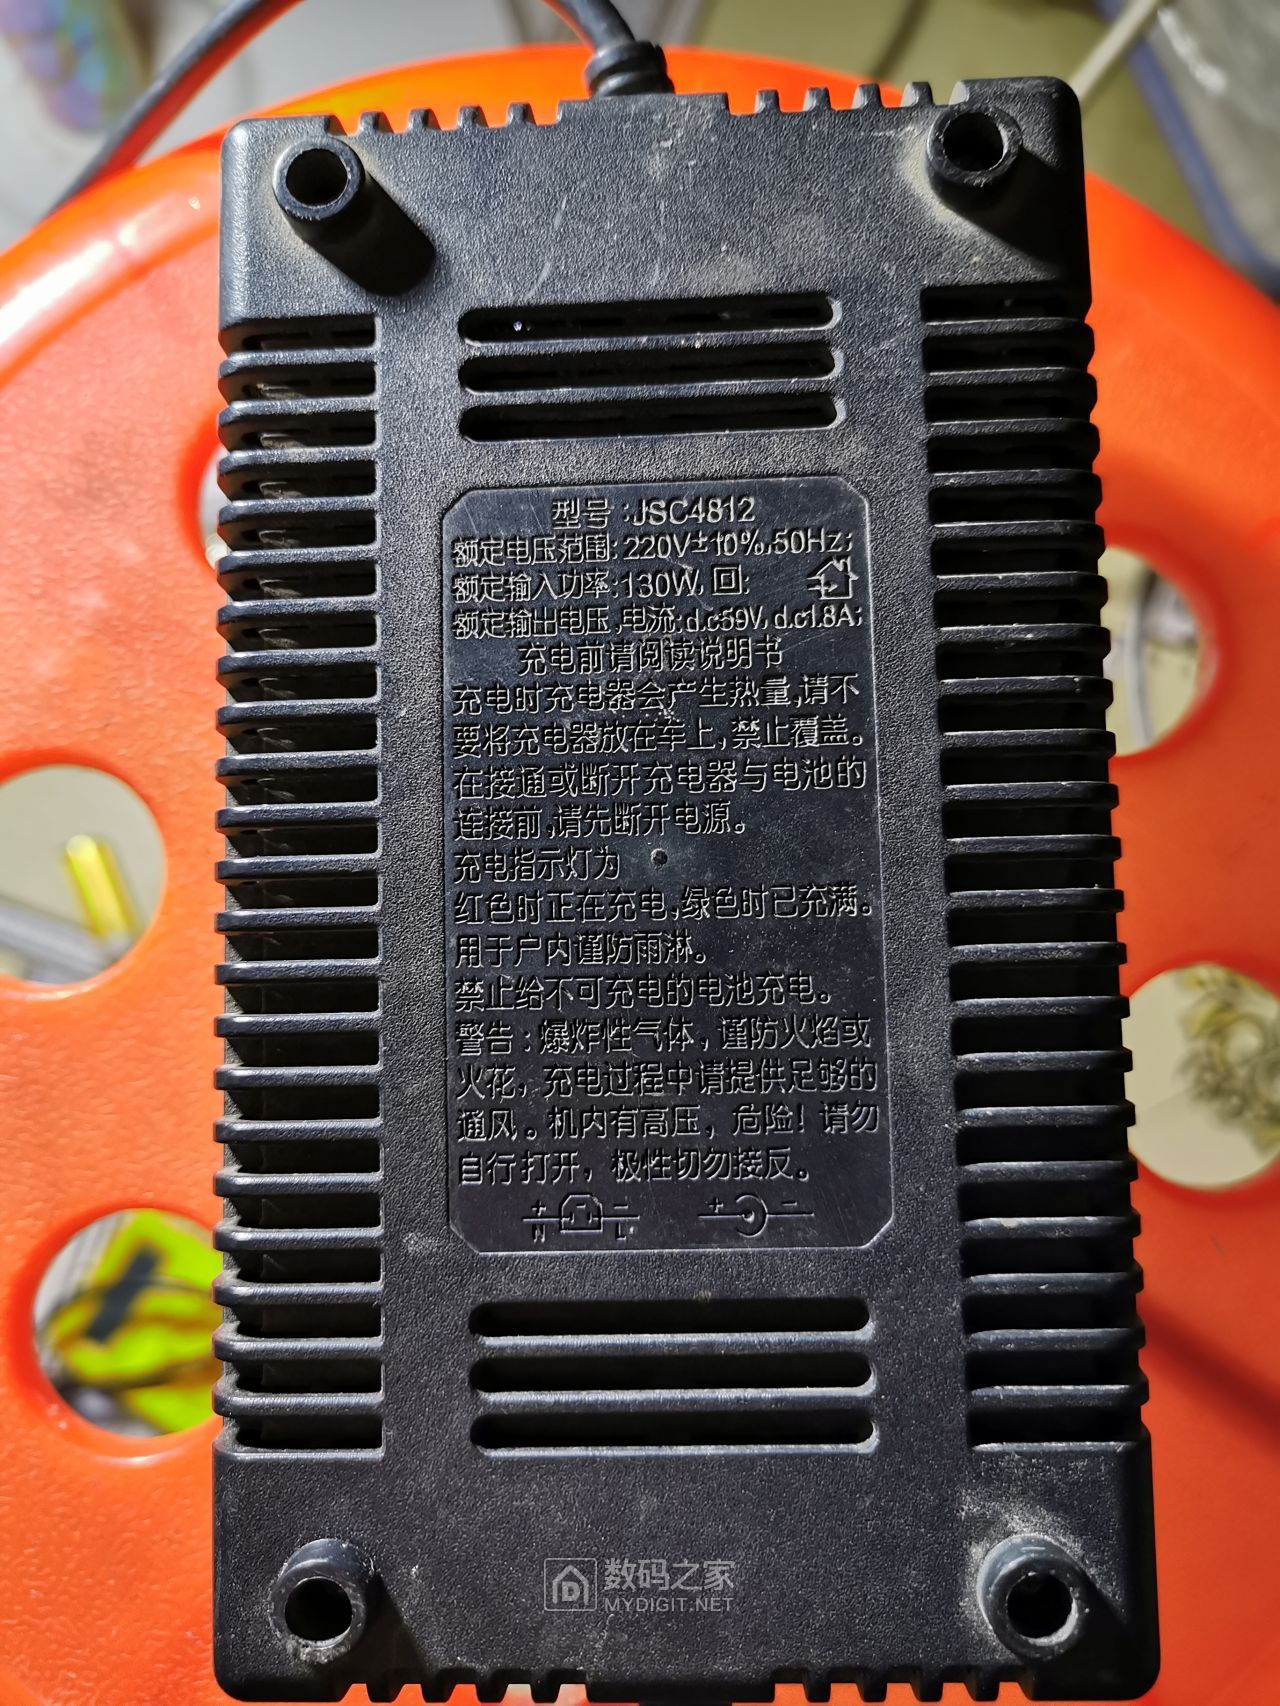 型号:JSC4812
额定电压范围:220V±10%,50Hz;
额定输入功率:130W, 回;
额定输出电压,电流:d.c59V,d.c1.8A;
充电前请阅读说明书
充电时充电器会产生热量,请不
要将充电器放在车上,禁止覆盖。
在接通或断开充电器与电池的
连接前,请先断开电源。
充电指示灯为
红色时正在充电,绿色时已充满。
用于户内谨防雨淋。
禁止给不可充电的电池充电。
警告:爆炸性气体,谨防火焰或
火花,充电过程中请提供足够的
通风。机内有高压,危险!请勿
自行打开,极性切勿接反。
+ − + −
N L
数码之家
MYDIGIT.NET